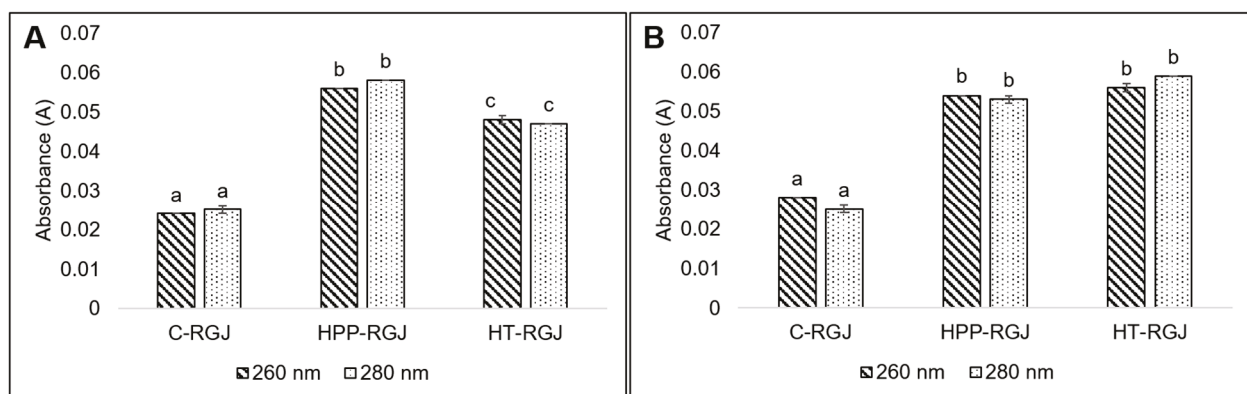 A
Absorbance (A)
0.07
0.06
0.05
0.04
0.03
0.02
0.01
0
a a
b b
c c
C-RGJ HPP-RGJ HT-RGJ
260 nm 280 nm
B
Absorbance (A)
0.07
0.06
0.05
0.04
0.03
0.02
0.01
0
a a
b b
b b
C-RGJ HPP-RGJ HT-RGJ
260 nm 280 nm